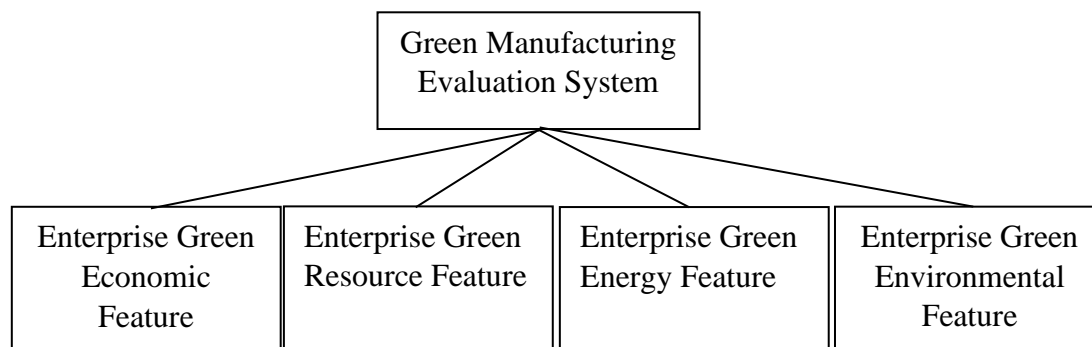 Green Manufacturing
Evaluation System
Enterprise Green
Economic
Feature
Enterprise Green
Resource Feature
Enterprise Green
Energy Feature
Enterprise Green
Environmental
Feature